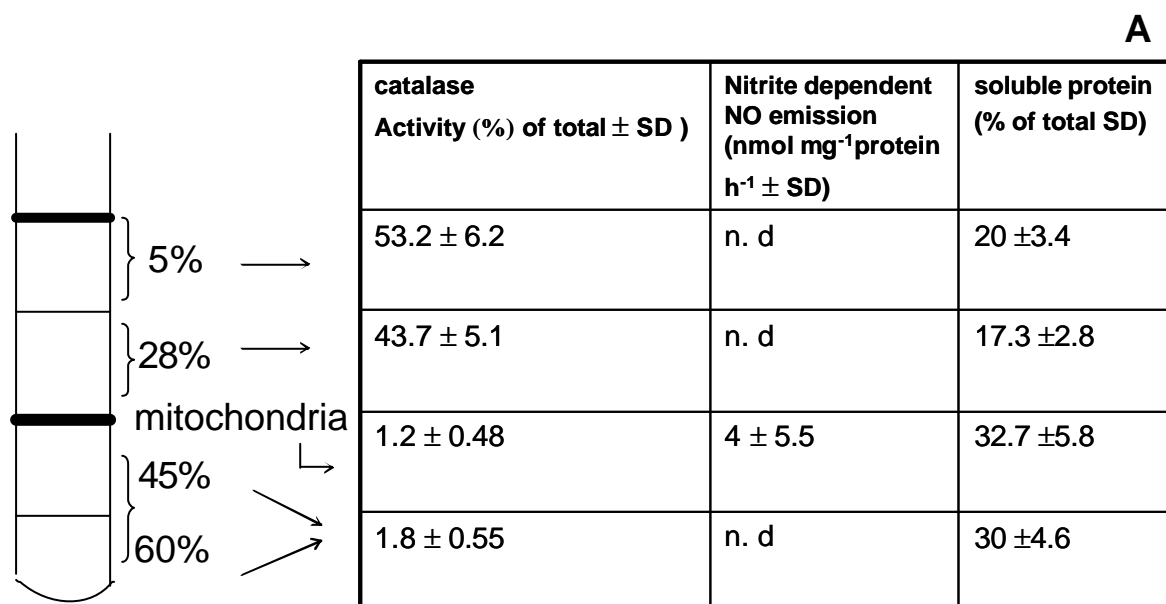 A
catalase
Activity (%) of total ± SD )
Nitrite dependent
NO emission
(nmol mg-1protein
h-1 ± SD)
soluble protein
(% of total SD)
5%
53.2 ± 6.2
n. d
20 ±3.4
28%
43.7 ± 5.1
n. d
17.3 ±2.8
mitochondria
1.2 ± 0.48
4 ± 5.5
32.7 ±5.8
45%
60%
1.8 ± 0.55
n. d
30 ±4.6